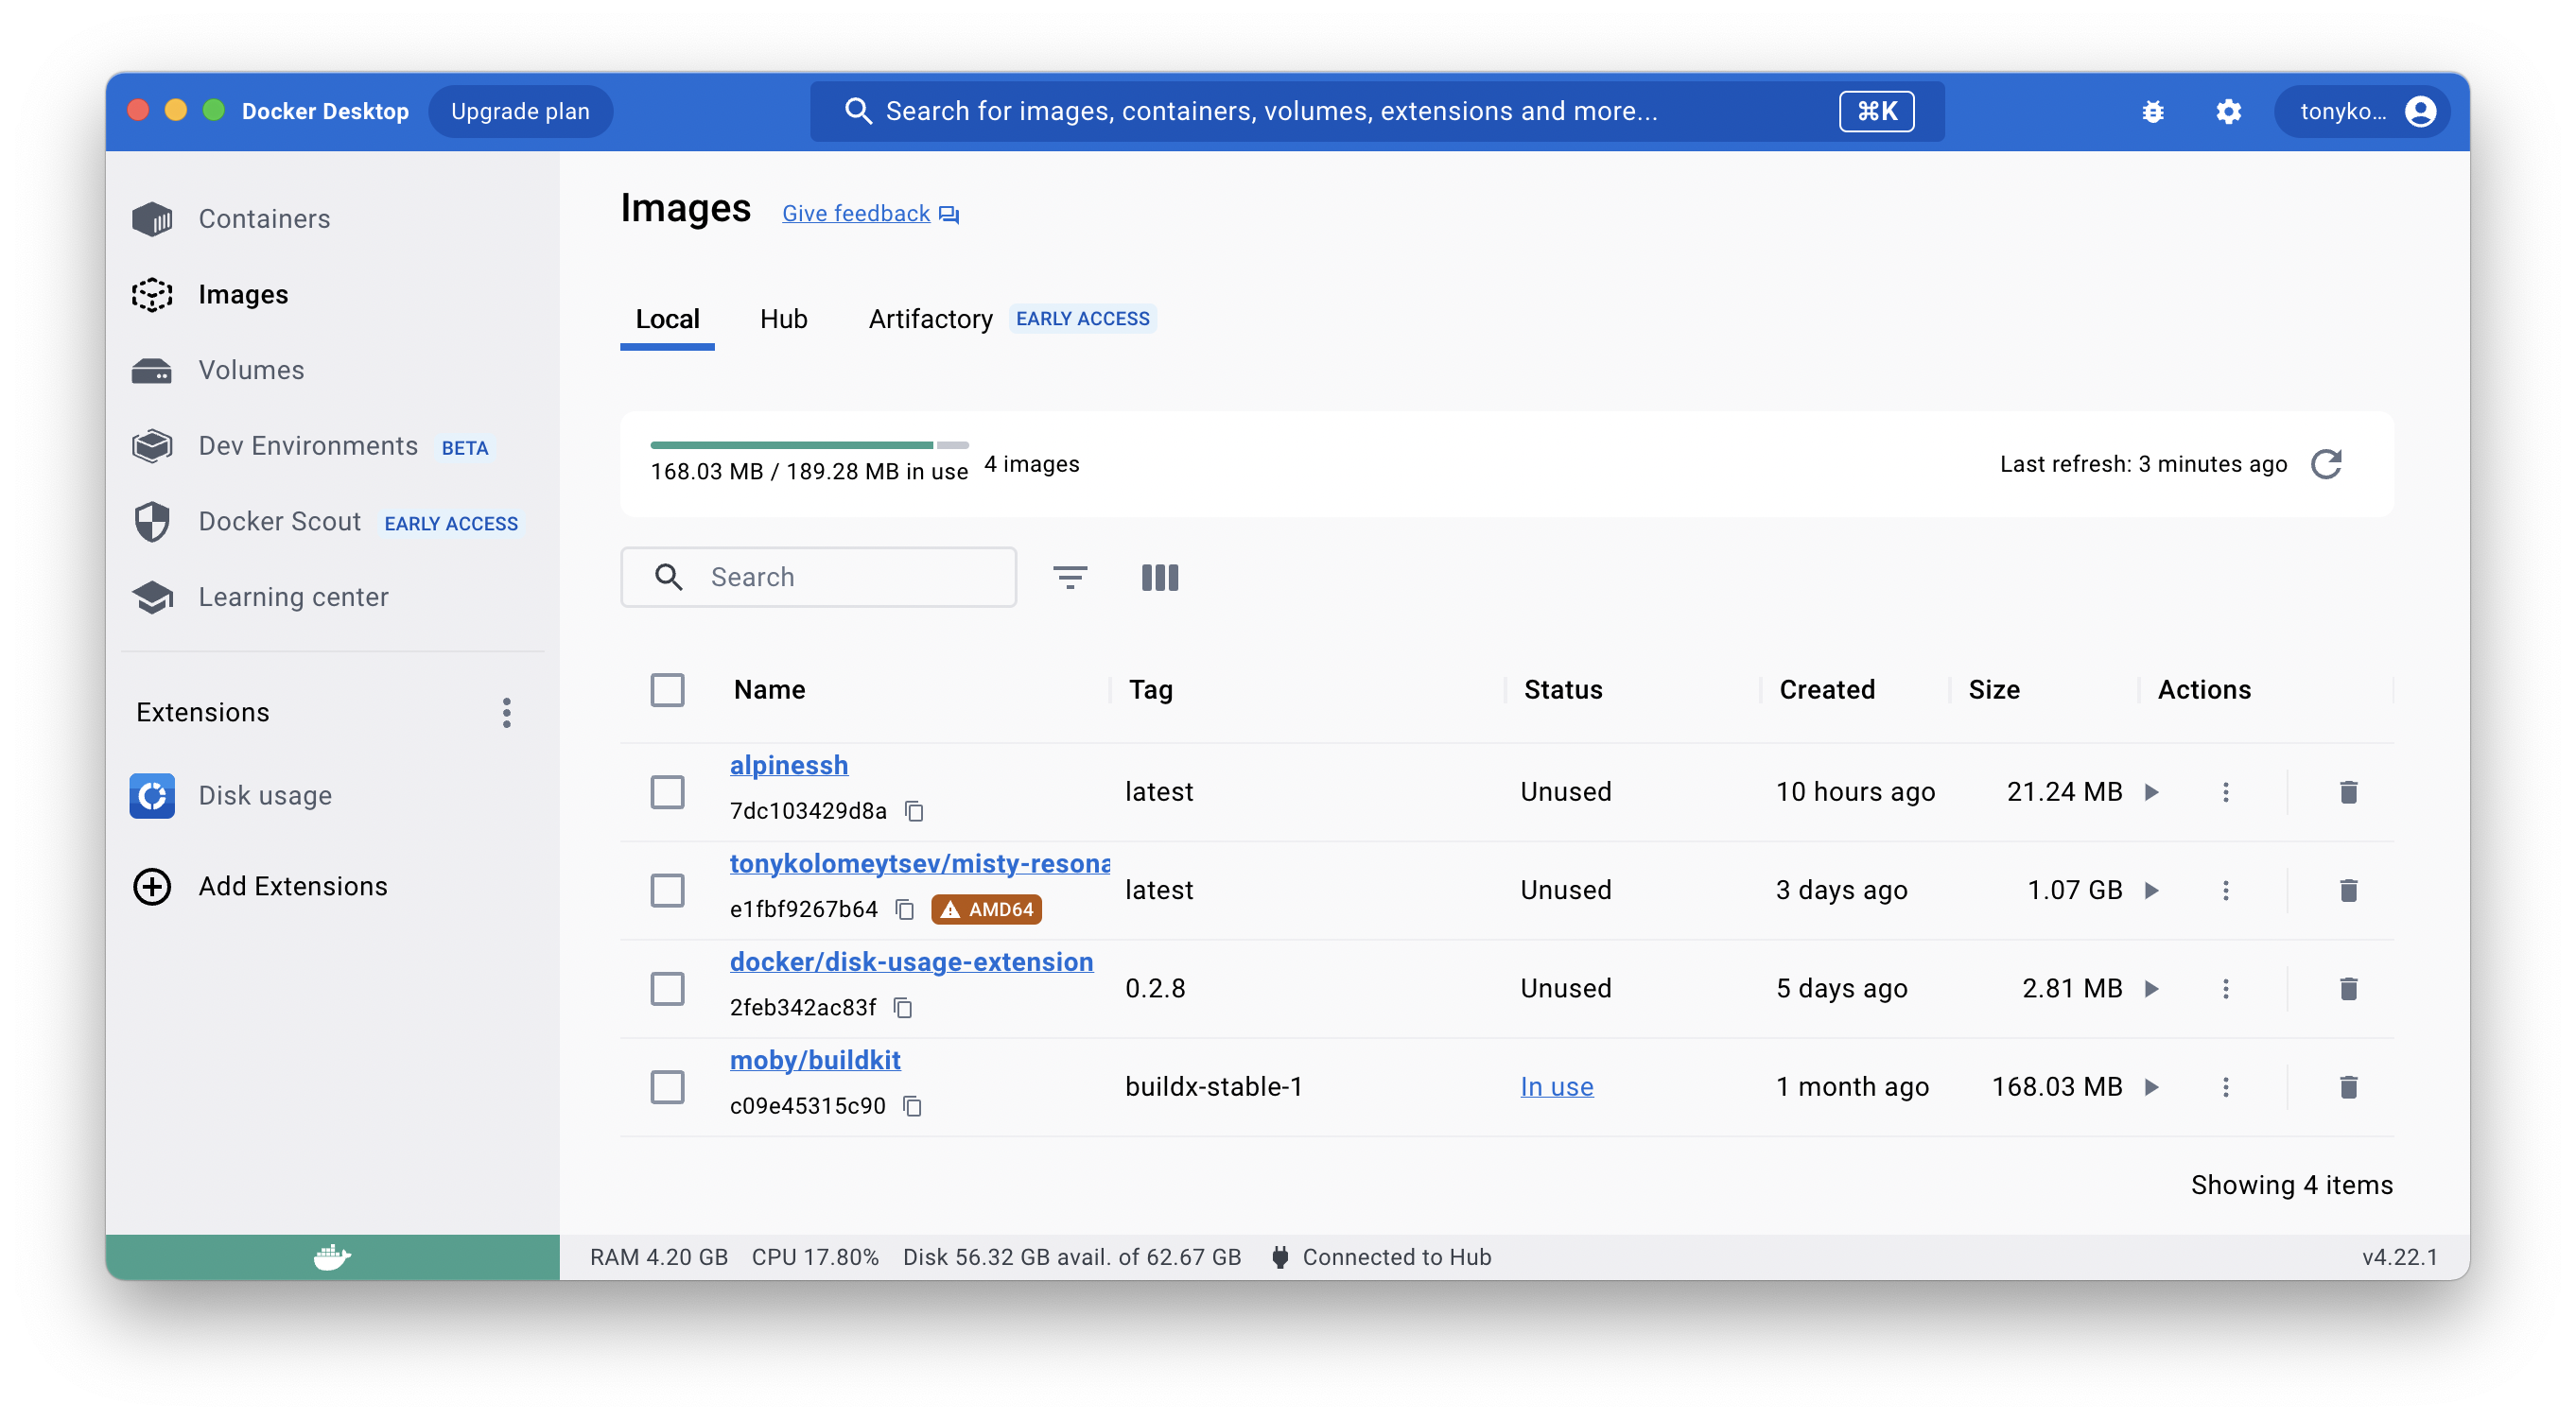 Docker Desktop
Upgrade plan
Search for images, containers, volumes, extensions and more...
⌘K
tonyko...
Containers
Images
Volumes
Dev Environments BETA
Docker Scout EARLY ACCESS
Learning center
Extensions
Disk usage
Add Extensions
Images Give feedback
Local Hub Artifactory EARLY ACCESS
168.03 MB / 189.28 MB in use 4 images
Last refresh: 3 minutes ago
Search
Name Tag Status Created Size Actions
alpinessh
7dc103429d8a
latest Unused 10 hours ago 21.24 MB
tonykolomeytsev/misty-resona
e1fbf9267b64 AMD64
latest Unused 3 days ago 1.07 GB
docker/disk-usage-extension
2feb342ac83f
0.2.8 Unused 5 days ago 2.81 MB
moby/buildkit
c09e45315c90
buildx-stable-1 In use 1 month ago 168.03 MB
Showing 4 items
RAM 4.20 GB CPU 17.80% Disk 56.32 GB avail. of 62.67 GB Connected to Hub v4.22.1